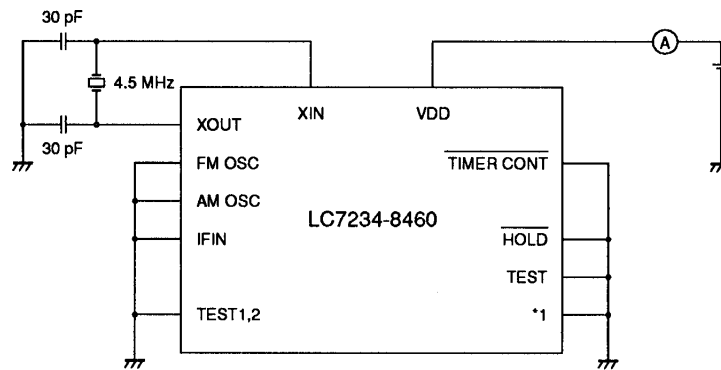 30 pF
A
4.5 MHz
XIN
VDD
XOUT
30 pF
FM OSC
TIMER CONT
AM OSC
LC7234-8460
IFIN
HOLD
TEST
TEST1,2
*1